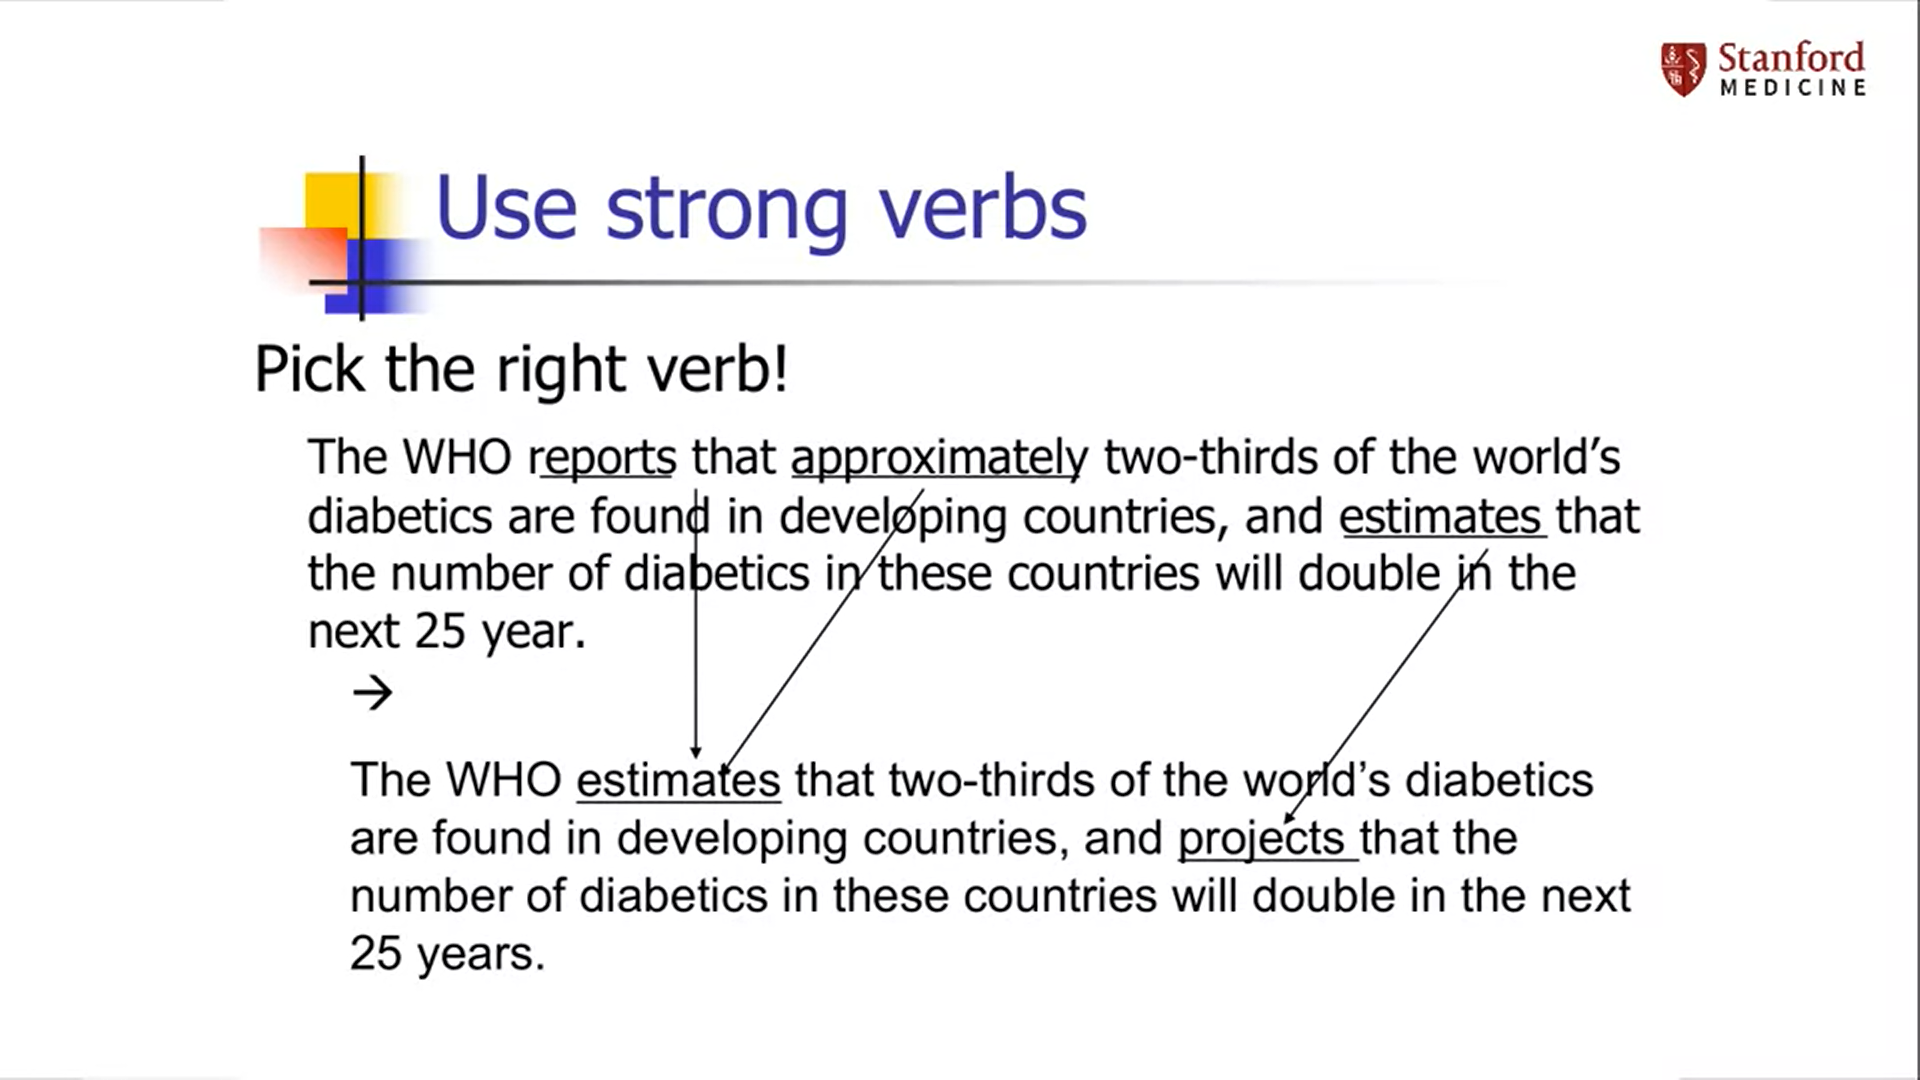 Stanford
MEDICINE
Use strong verbs
Pick the right verb!
The WHO reports that approximately two-thirds of the world’s
diabetics are found in developing countries, and estimates that
the number of diabetics in these countries will double in the
next 25 year.
→
The WHO estimates that two-thirds of the world’s diabetics
are found in developing countries, and projects that the
number of diabetics in these countries will double in the next
25 years.